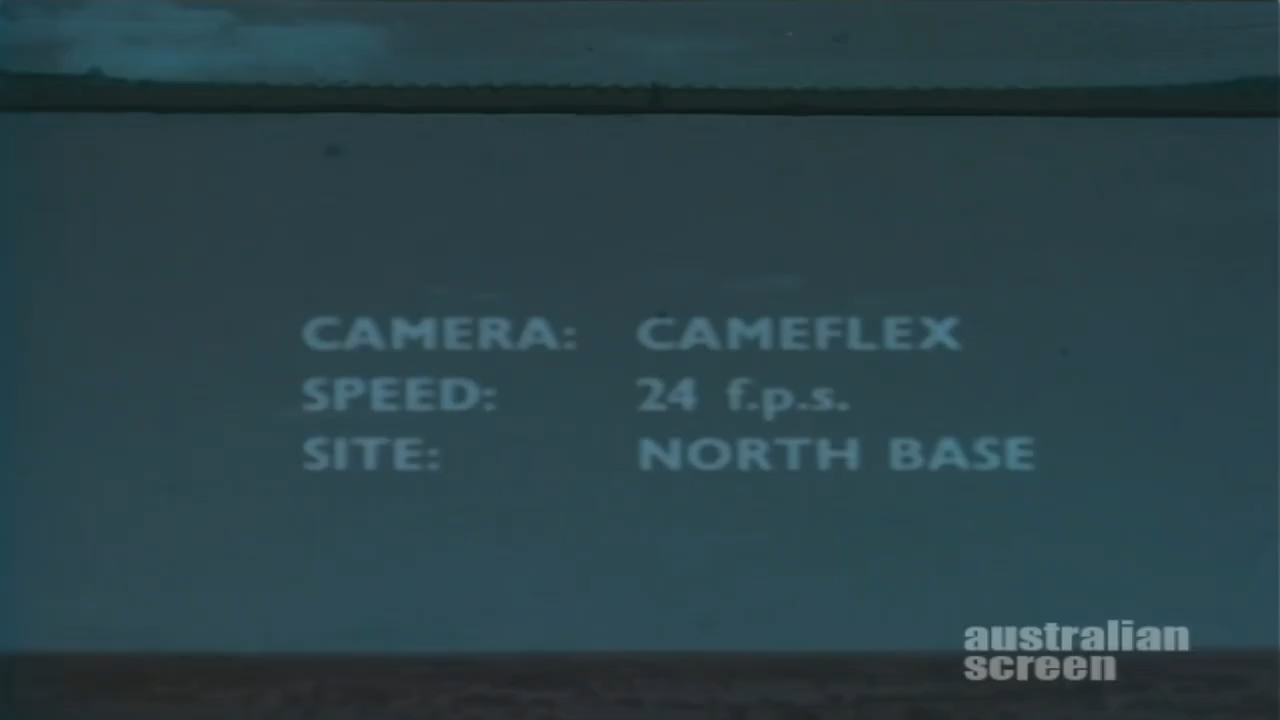 CAMERA: CAMEFLEX
SPEED: 24 f.p.s.
SITE: NORTH BASE
australian
screen